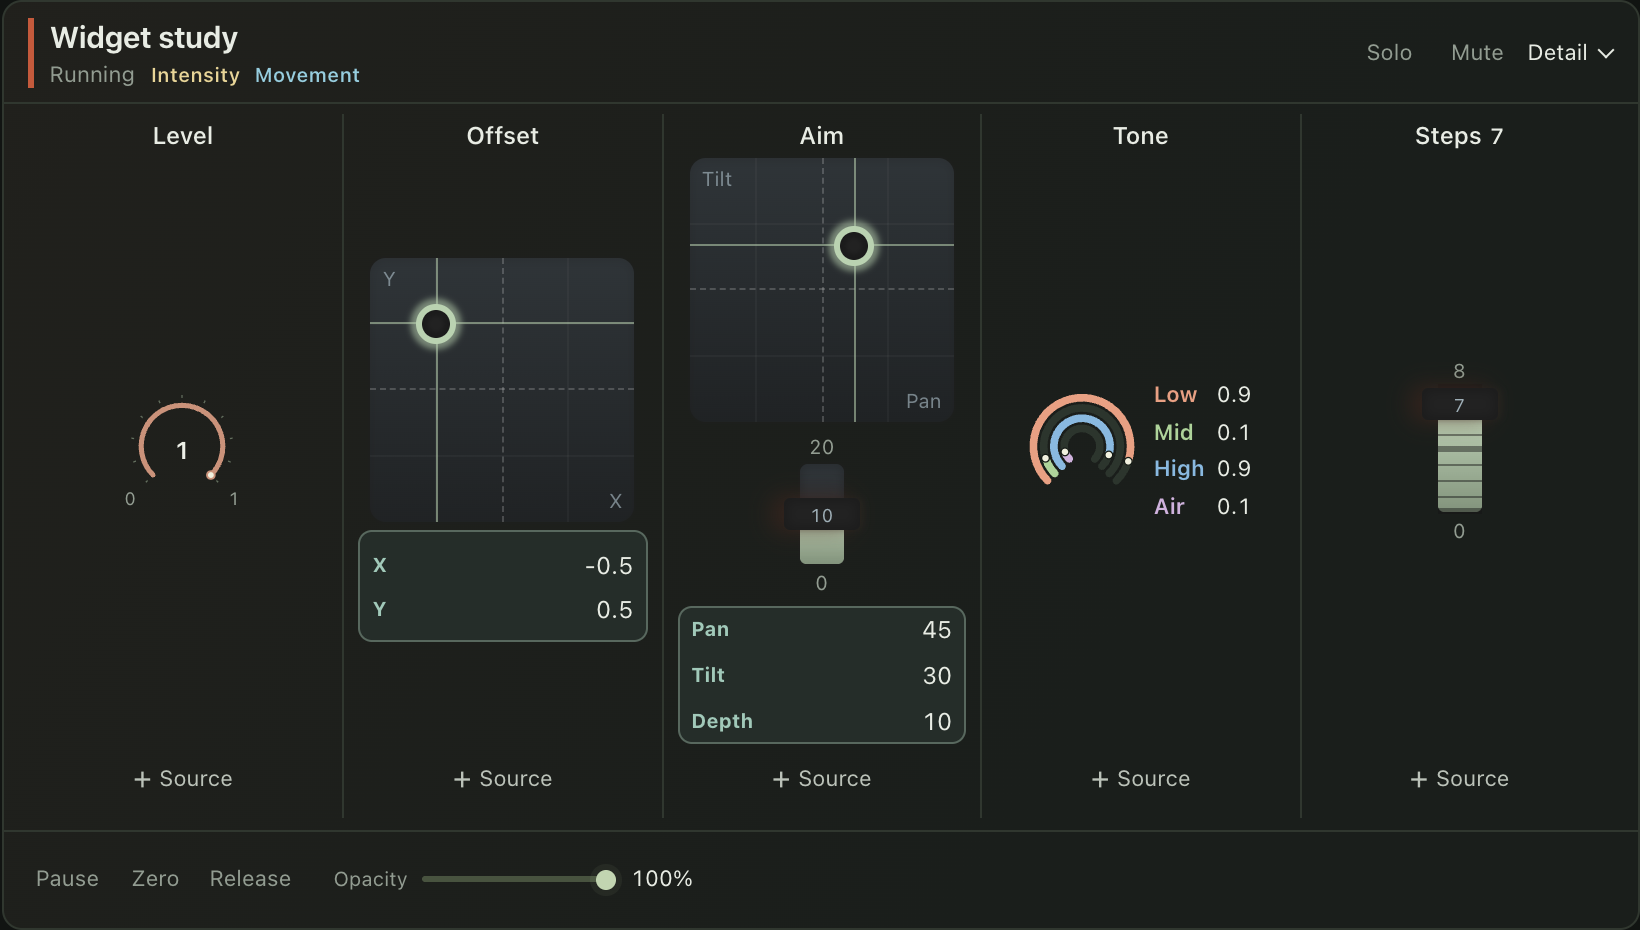 Widget study
Running Intensity Movement
Solo Mute Detail
Level
1
0 1
+ Source
Offset
Y
X
X -0.5
Y 0.5
+ Source
Aim
Tilt
Pan
20
10
0
Pan 45
Tilt 30
Depth 10
+ Source
Tone
Low 0.9
Mid 0.1
High 0.9
Air 0.1
+ Source
Steps 7
8
7
0
+ Source
Pause Zero Release Opacity 100%